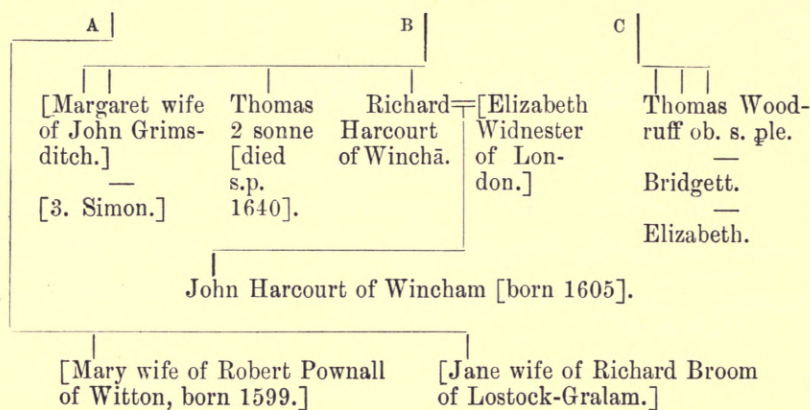 A B C
[Margaret wife
of John Grims-
ditch.]
—
[3. Simon.]
Thomas
2 sonne
[died
s.p.
1640].
Richard
Harcourt
of Winchā.
[Elizabeth
Widnester
of Lon-
don.]
Thomas Wood-
ruff ob. s. ꝑle.
—
Bridgett.
—
Elizabeth.
John Harcourt of Wincham [born 1605].
[Mary wife of Robert Pownall
of Witton, born 1599.]
[Jane wife of Richard Broom
of Lostock-Gralam.]